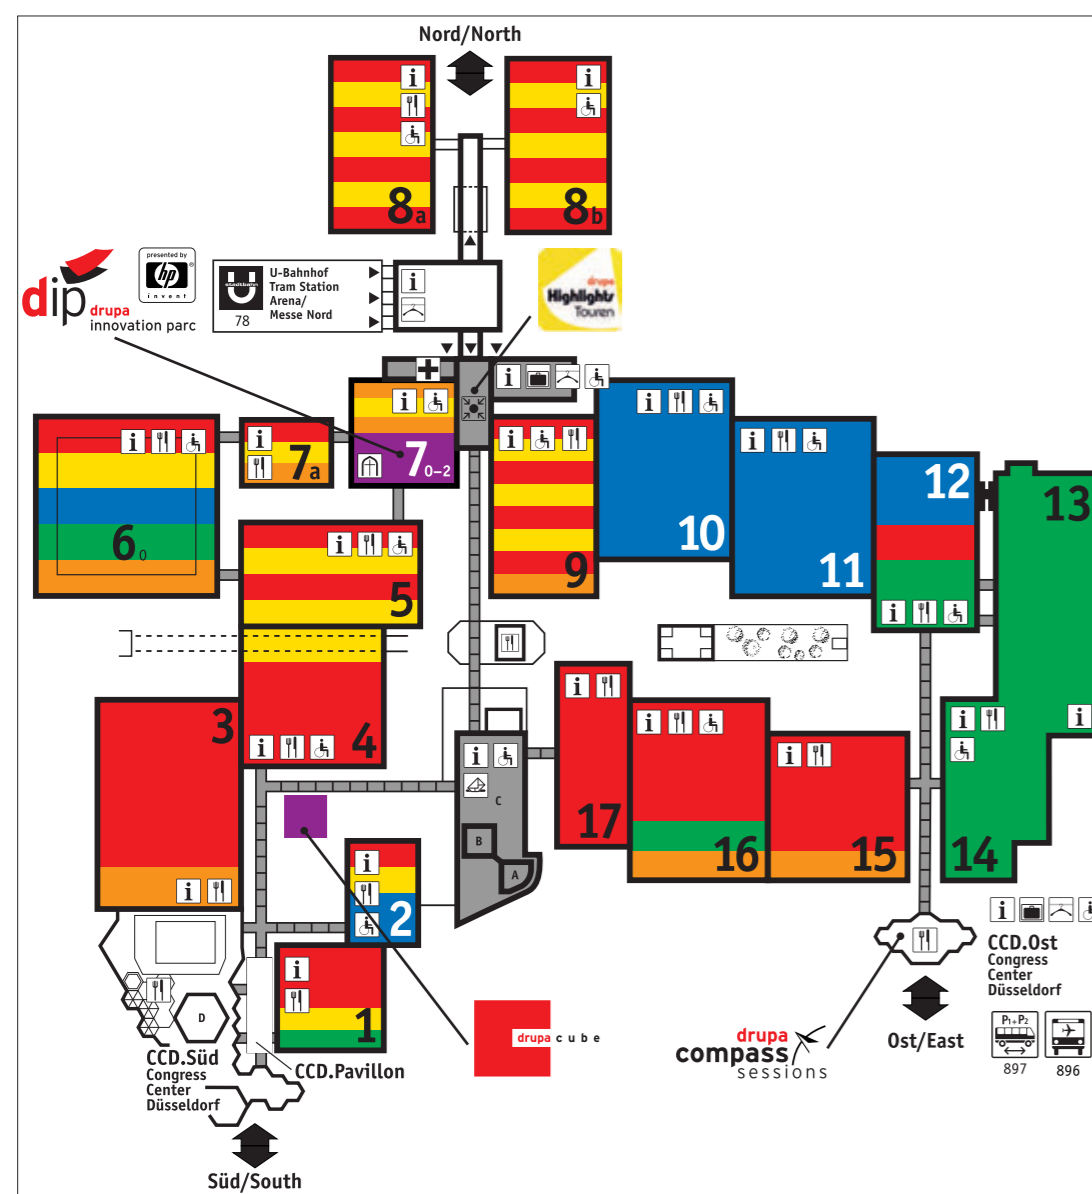 Nord/North
i
i
8a
8b
presented by
hp
invent
dip
drupa
innovation parc
stadtbahn
U
78
U-Bahnhof
Tram Station
Arena/
Messe Nord
i
drupa
Highlights
Touren
i
i
i
i
i
i
i
7a
7 0–2
6 0
i
5
9
10
11
12
13
i
i
3
i
4
i
i
i
i
i
i
C
B
A
17
16
15
14
i
i
2
i
1
D
CCD.Süd
Congress
Center
Düsseldorf
CCD.Pavillon
Süd/South
drupa cube
drupa
compass
sessions
Ost/East
i
CCD.Ost
Congress
Center
Düsseldorf
P1+P2
897
896